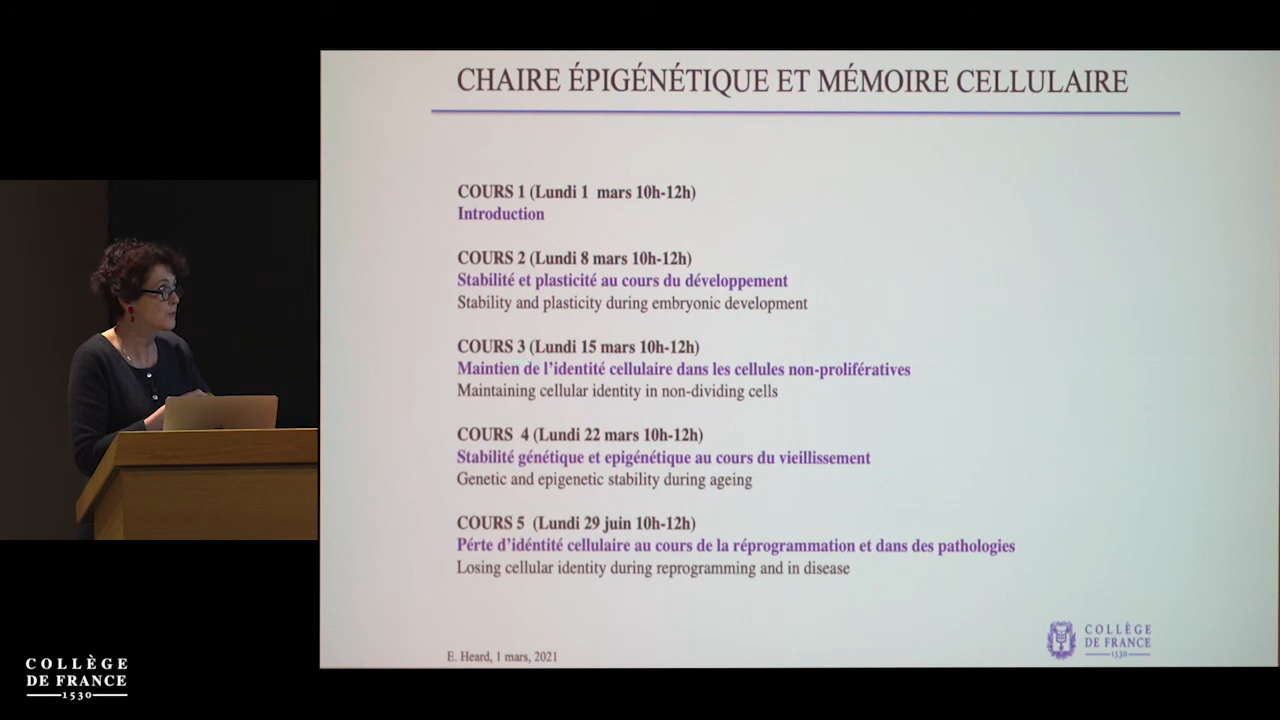 CHAIRE ÉPIGÉNÉTIQUE ET MÉMOIRE CELLULAIRE
COURS 1 (Lundi 1 mars 10h-12h)
Introduction
COURS 2 (Lundi 8 mars 10h-12h)
Stabilité et plasticité au cours du développement
Stability and plasticity during embryonic development
COURS 3 (Lundi 15 mars 10h-12h)
Maintien de l'identité cellulaire dans les cellules non-prolifératives
Maintaining cellular identity in non-dividing cells
COURS 4 (Lundi 22 mars 10h-12h)
Stabilité génétique et epigénétique au cours du vieillissement
Genetic and epigenetic stability during ageing
COURS 5 (Lundi 29 juin 10h-12h)
Pérte d'idéntité cellulaire au cours de la réprogrammation et dans des pathologies
Losing cellular identity during reprogramming and in disease
E. Heard, 1 mars, 2021
COLLÈGE
DE FRANCE
1530
COLLÈGE
DE FRANCE
1530